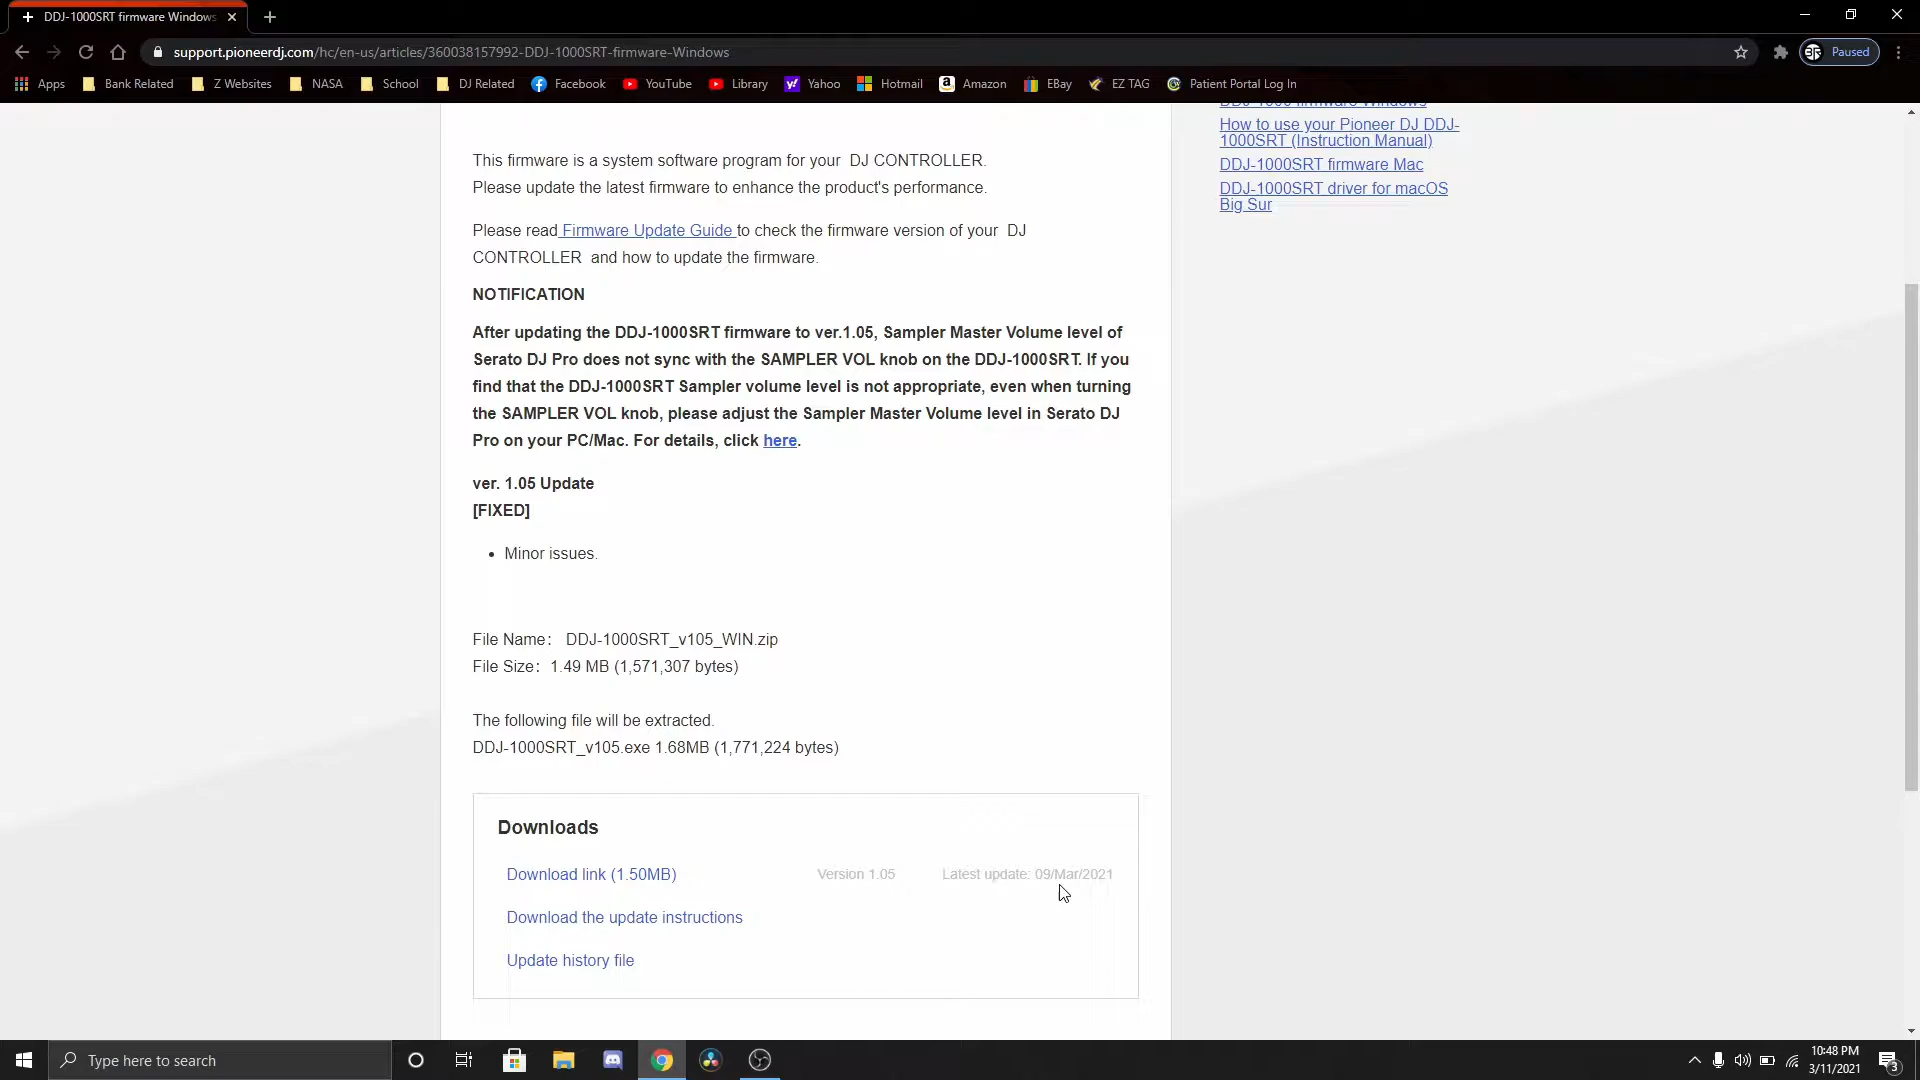 DDJ-1000SRT firmware Windows
support.pioneerdj.com/hc/en-us/articles/360038157992-DDJ-1000SRT-firmware-Windows
Paused
Apps Bank Related Z Websites NASA School DJ Related Facebook YouTube Library Yahoo Hotmail Amazon EBay EZ TAG Patient Portal Log In
DDJ-1000 firmware Windows
How to use your Pioneer DJ DDJ-
1000SRT (Instruction Manual)
DDJ-1000SRT firmware Mac
DDJ-1000SRT driver for macOS
Big Sur
This firmware is a system software program for your DJ CONTROLLER.
Please update the latest firmware to enhance the product's performance.
Please read Firmware Update Guide to check the firmware version of your DJ
CONTROLLER and how to update the firmware.
NOTIFICATION
After updating the DDJ-1000SRT firmware to ver.1.05, Sampler Master Volume level of
Serato DJ Pro does not sync with the SAMPLER VOL knob on the DDJ-1000SRT. If you
find that the DDJ-1000SRT Sampler volume level is not appropriate, even when turning
the SAMPLER VOL knob, please adjust the Sampler Master Volume level in Serato DJ
Pro on your PC/Mac. For details, click here.
ver. 1.05 Update
[FIXED]
• Minor issues.
File Name： DDJ-1000SRT_v105_WIN.zip
File Size：1.49 MB (1,571,307 bytes)
The following file will be extracted.
DDJ-1000SRT_v105.exe 1.68MB (1,771,224 bytes)
Downloads
Download link (1.50MB) Version 1.05 Latest update: 09/Mar/2021
Download the update instructions
Update history file
Type here to search
10:48 PM
3/11/2021
3